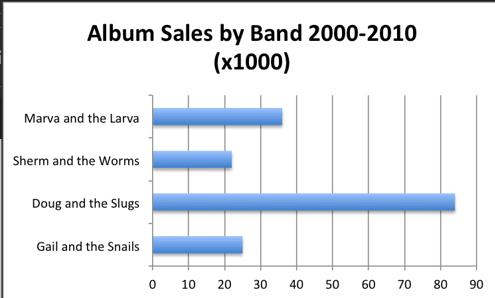 Album Sales by Band 2000-2010
(x1000)
Marva and the Larva
Sherm and the Worms
Doug and the Slugs
Gail and the Snails
0 10 20 30 40 50 60 70 80 90